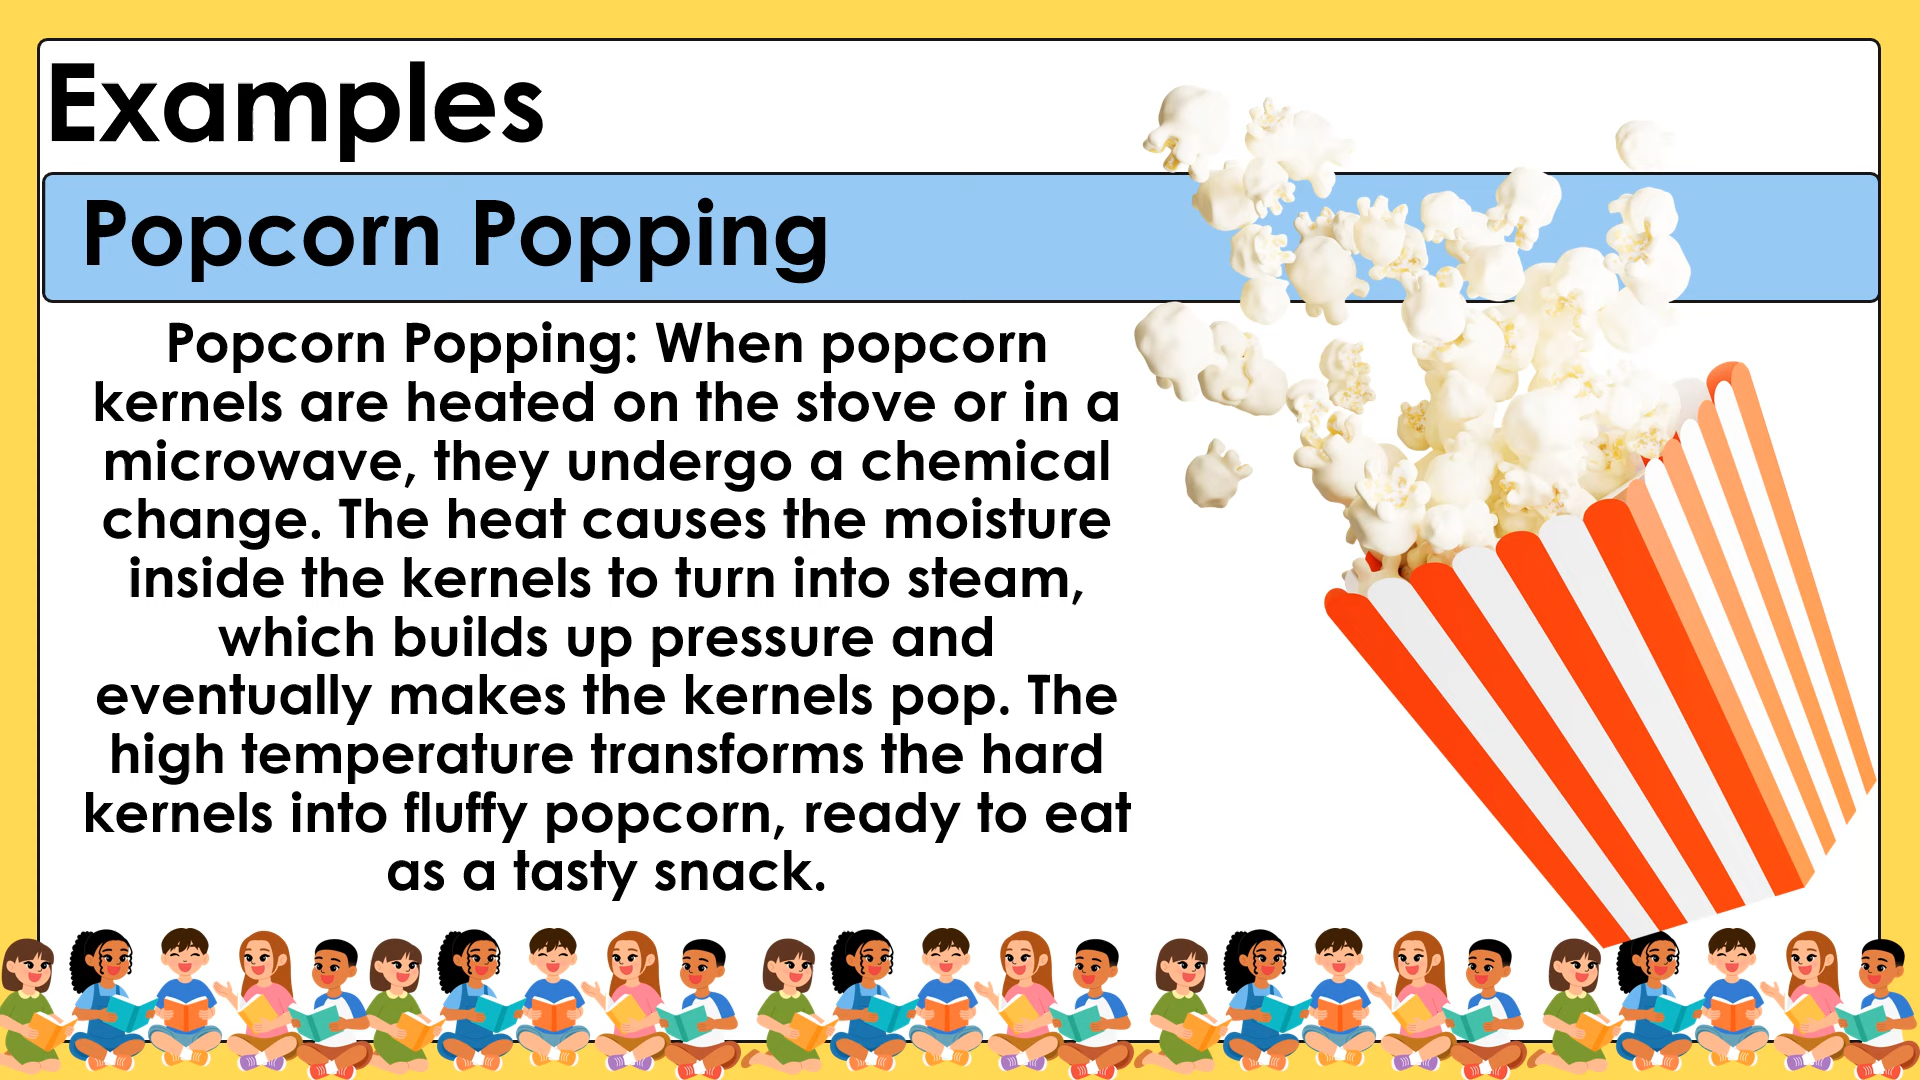 Examples
Popcorn Popping
Popcorn Popping: When popcorn
kernels are heated on the stove or in a
microwave, they undergo a chemical
change. The heat causes the moisture
inside the kernels to turn into steam,
which builds up pressure and
eventually makes the kernels pop. The
high temperature transforms the hard
kernels into fluffy popcorn, ready to eat
as a tasty snack.